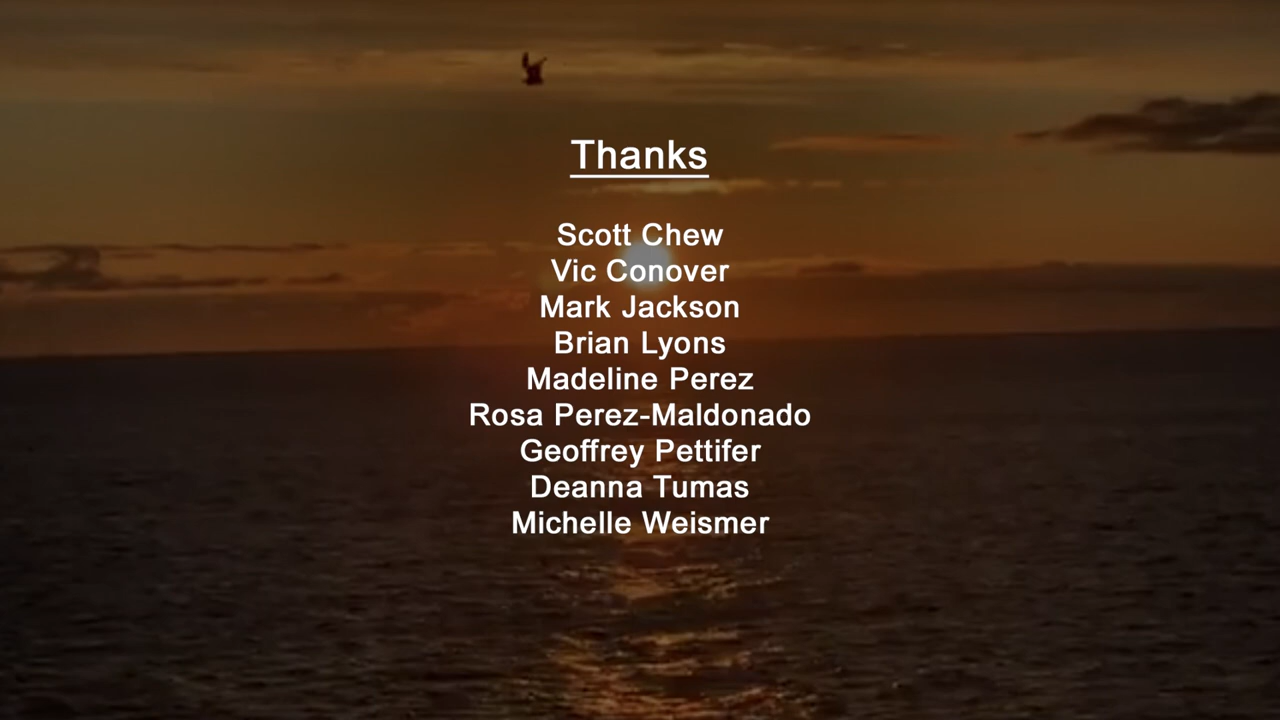 Thanks
Scott Chew
Vic Conover
Mark Jackson
Brian Lyons
Madeline Perez
Rosa Perez-Maldonado
Geoffrey Pettifer
Deanna Tumas
Michelle Weismer